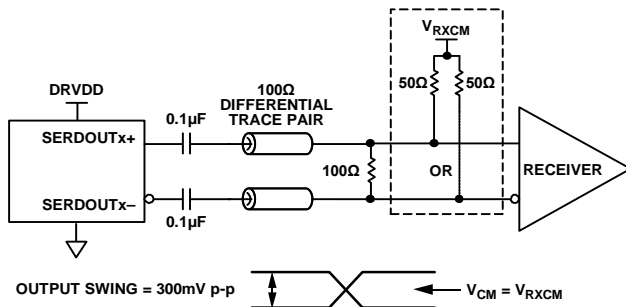 V_RXCM
50Ω 50Ω
100Ω
DIFFERENTIAL
TRACE PAIR
DRVDD
0.1µF
SERDOUTx+
100Ω
OR
RECEIVER
SERDOUTx–
0.1µF
OUTPUT SWING = 300mV p-p
V_CM = V_RXCM